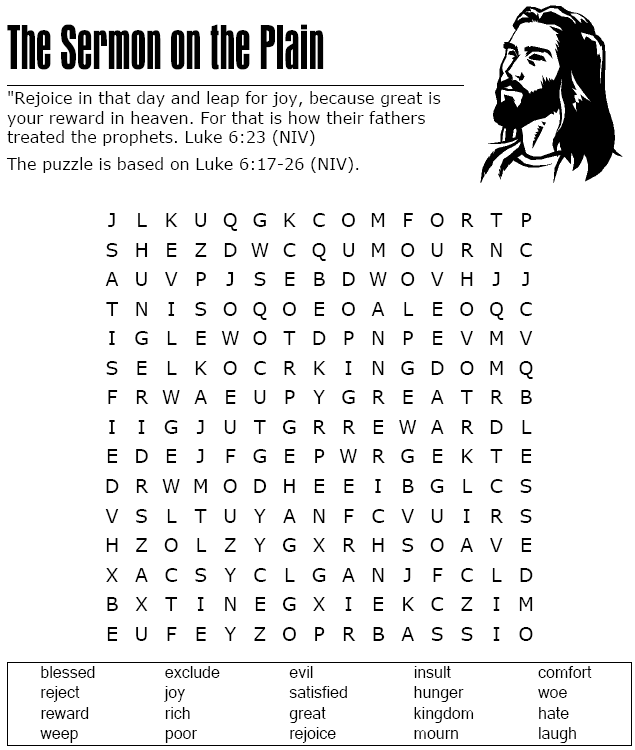 The Sermon on the Plain
"Rejoice in that day and leap for joy, because great is
your reward in heaven. For that is how their fathers
treated the prophets. Luke 6:23 (NIV)
The puzzle is based on Luke 6:17-26 (NIV).
J L K U Q G K C O M F O R T P
S H E Z D W C Q U M O U R N C
A U V P J S E B D W O V H J J
T N I S O Q O E O A L E O Q C
I G L E W O T D P N P E V M V
S E L K O C R K I N G D O M Q
F R W A E U P Y G R E A T R B
I I G J U T G R R E W A R D L
E D E J F G E P W R G E K T E
D R W M O D H E E I B G L C S
V S L T U Y A N F C V U I R S
H Z O L Z Y G X R H S O A V E
X A C S Y C L G A N J F C L D
B X T I N E G X I E K C Z I M
E U F E Y Z O P R B A S S I O
blessed exclude evil insult comfort
reject joy satisfied hunger woe
reward rich great kingdom hate
weep poor rejoice mourn laugh